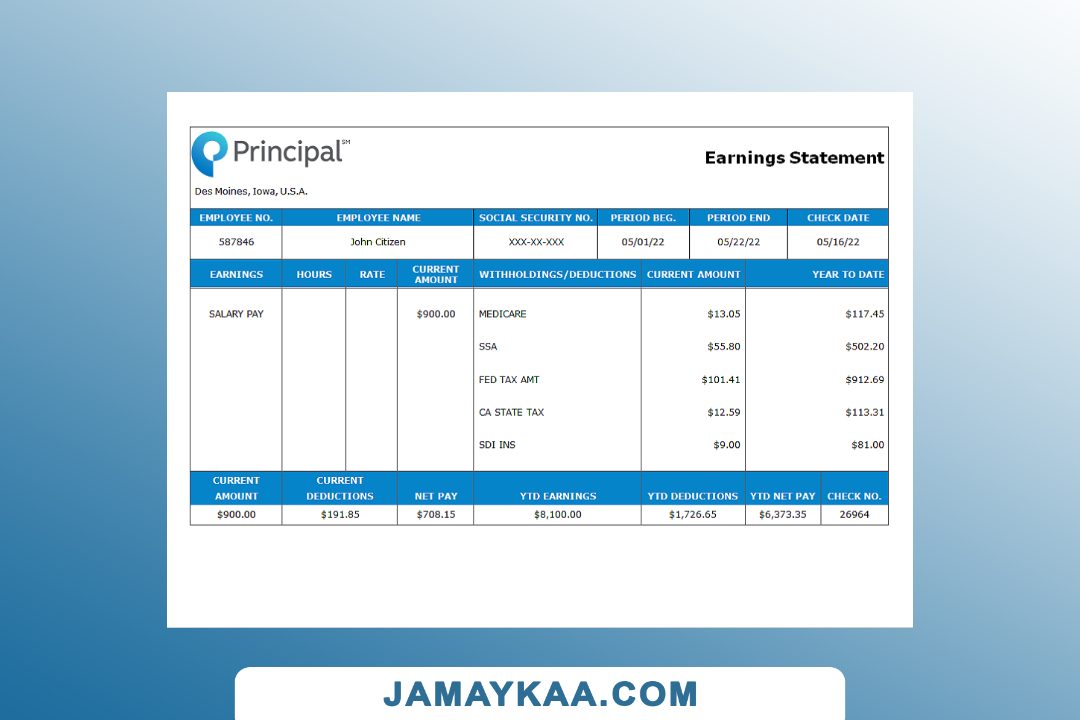 Principal℠
Earnings Statement
Des Moines, Iowa, U.S.A.
EMPLOYEE NO. EMPLOYEE NAME SOCIAL SECURITY NO. PERIOD BEG. PERIOD END CHECK DATE
587846 John Citizen XXX-XX-XXX 05/01/22 05/22/22 05/16/22
EARNINGS HOURS RATE CURRENT AMOUNT WITHHOLDINGS/DEDUCTIONS CURRENT AMOUNT YEAR TO DATE
SALARY PAY $900.00 MEDICARE $13.05 $117.45
SSA $55.80 $502.20
FED TAX AMT $101.41 $912.69
CA STATE TAX $12.59 $113.31
SDI INS $9.00 $81.00
CURRENT AMOUNT CURRENT DEDUCTIONS NET PAY YTD EARNINGS YTD DEDUCTIONS YTD NET PAY CHECK NO.
$900.00 $191.85 $708.15 $8,100.00 $1,726.65 $6,373.35 26964
JAMAYKAA.COM